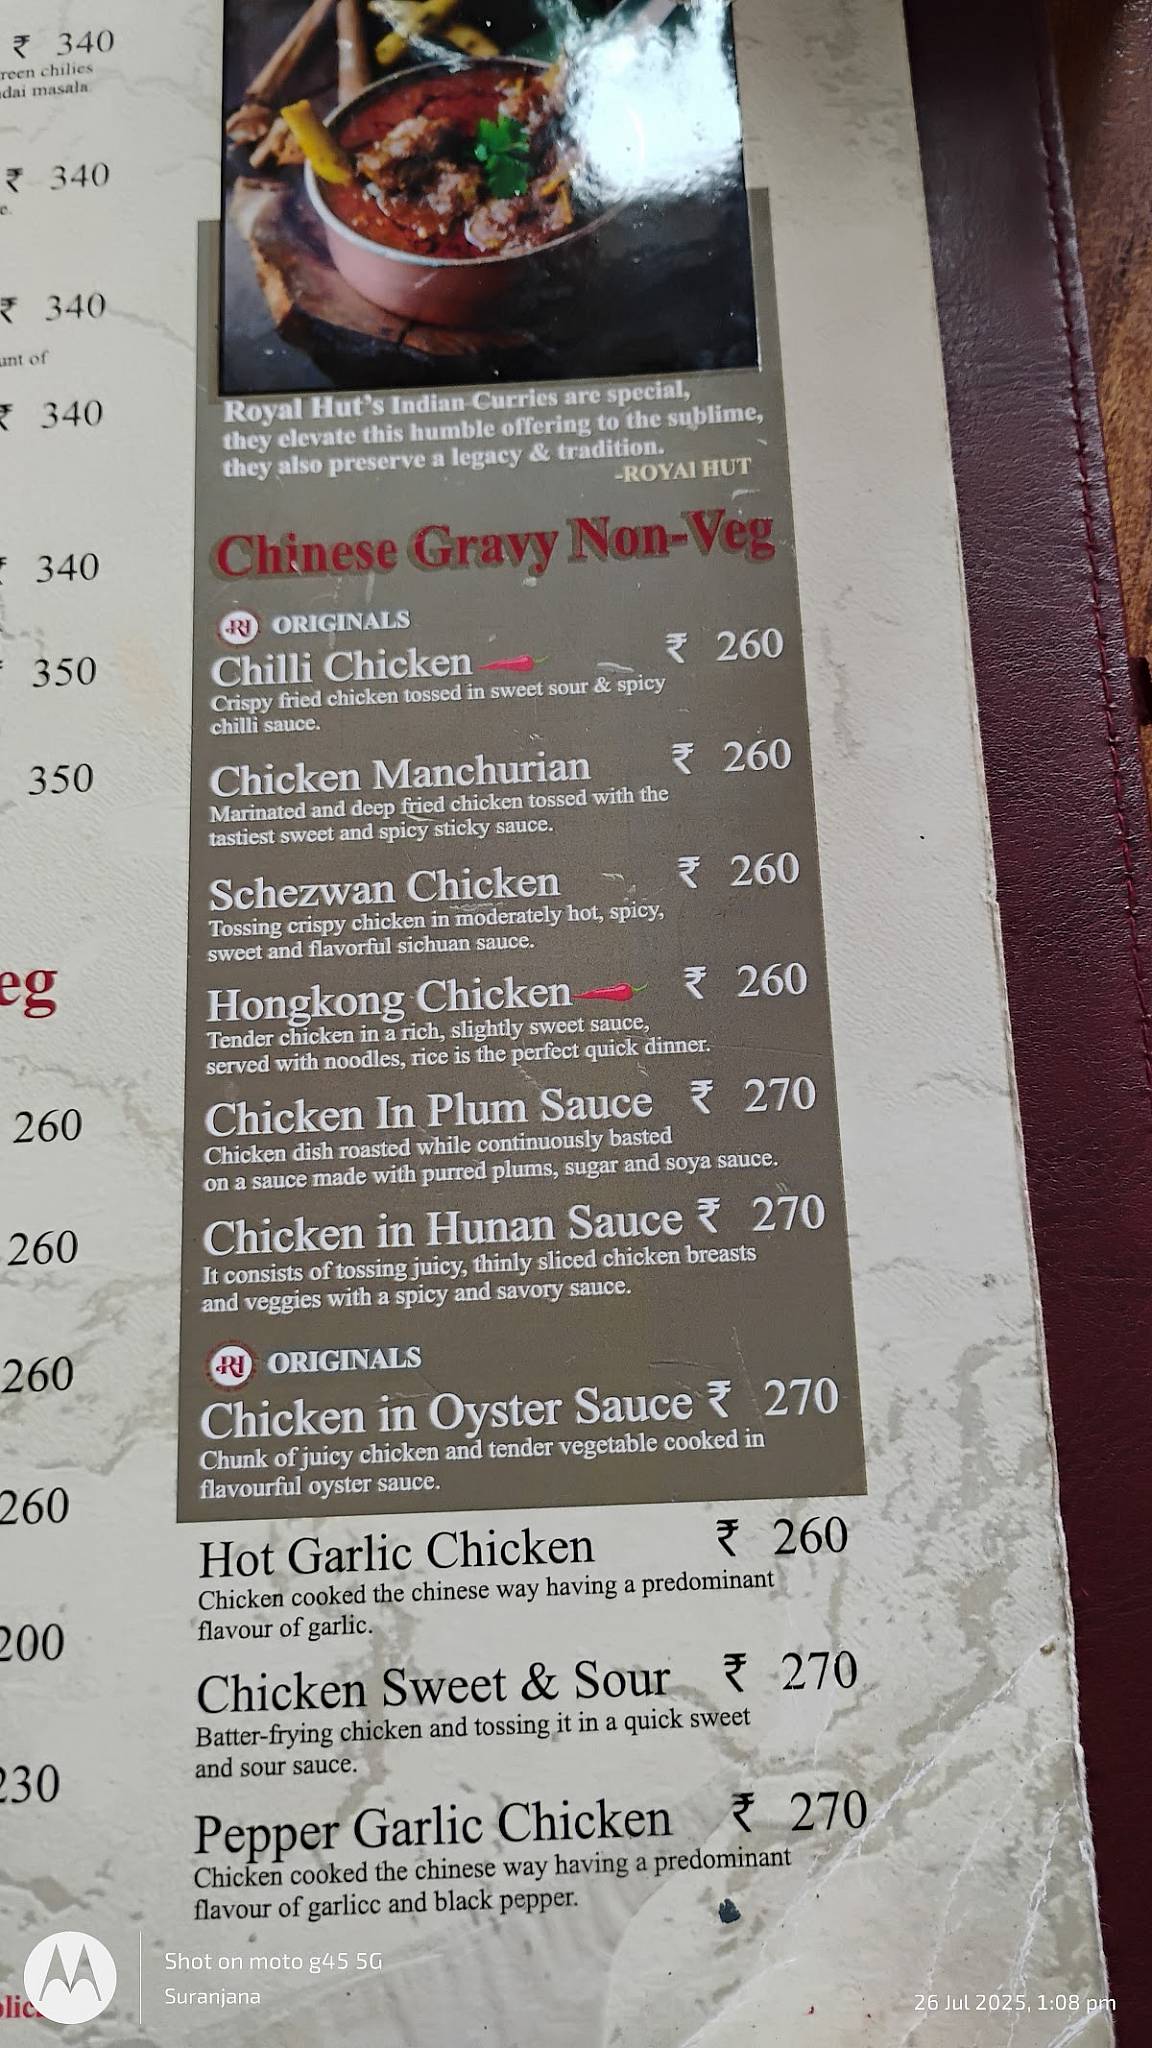 ₹ 340
reen chilies
dai masala
₹ 340
e.
₹ 340
unt of
₹ 340
₹ 340
350
350
eg
260
260
260
260
200
230
Royal Hut's Indian Curries are special,
they elevate this humble offering to the sublime,
they also preserve a legacy & tradition.
-ROYAl HUT
Chinese Gravy Non-Veg
RH ORIGINALS
Chilli Chicken ₹ 260
Crispy fried chicken tossed in sweet sour & spicy
chilli sauce.
Chicken Manchurian ₹ 260
Marinated and deep fried chicken tossed with the
tastiest sweet and spicy sticky sauce.
Schezwan Chicken ₹ 260
Tossing crispy chicken in moderately hot, spicy,
sweet and flavorful sichuan sauce.
Hongkong Chicken ₹ 260
Tender chicken in a rich, slightly sweet sauce,
served with noodles, rice is the perfect quick dinner.
Chicken In Plum Sauce ₹ 270
Chicken dish roasted while continuously basted
on a sauce made with purred plums, sugar and soya sauce.
Chicken in Hunan Sauce ₹ 270
It consists of tossing juicy, thinly sliced chicken breasts
and veggies with a spicy and savory sauce.
RH ORIGINALS
Chicken in Oyster Sauce ₹ 270
Chunk of juicy chicken and tender vegetable cooked in
flavourful oyster sauce.
Hot Garlic Chicken ₹ 260
Chicken cooked the chinese way having a predominant
flavour of garlic.
Chicken Sweet & Sour ₹ 270
Batter-frying chicken and tossing it in a quick sweet
and sour sauce.
Pepper Garlic Chicken ₹ 270
Chicken cooked the chinese way having a predominant
flavour of garlicc and black pepper.
Shot on moto g45 5G
Suranjana
26 Jul 2025, 1:08 pm